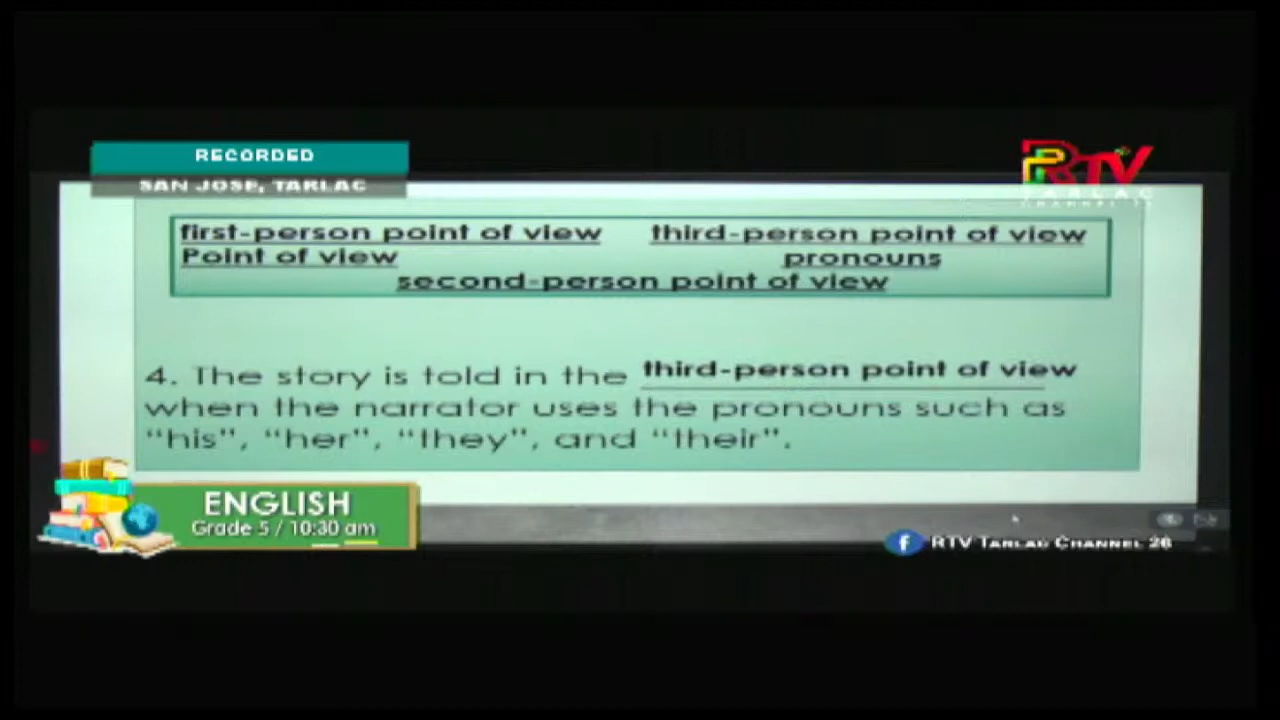 RECORDED
SAN JOSE, TARLAC
RTV
TARLAC
first-person point of view third-person point of view
Point of view pronouns
second-person point of view
4. The story is told in the third-person point of view
when the narrator uses the pronouns such as
“his”, “her”, “they”, and “their”.
ENGLISH
Grade 5 / 10:30 am
f RTV TARLAC CHANNEL 26